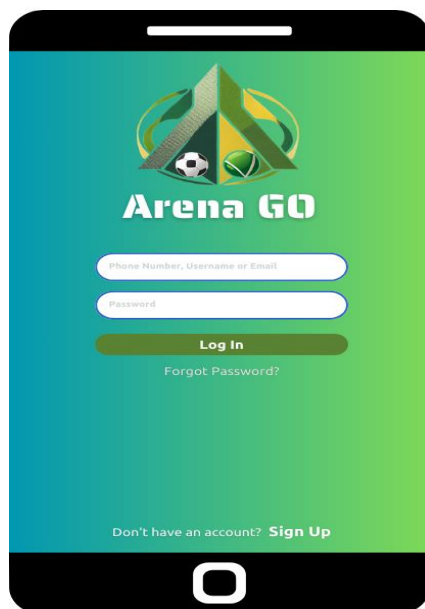 Arena GO
Phone Number, Username or Email
Password
Log In
Forgot Password?
Don't have an account? Sign Up